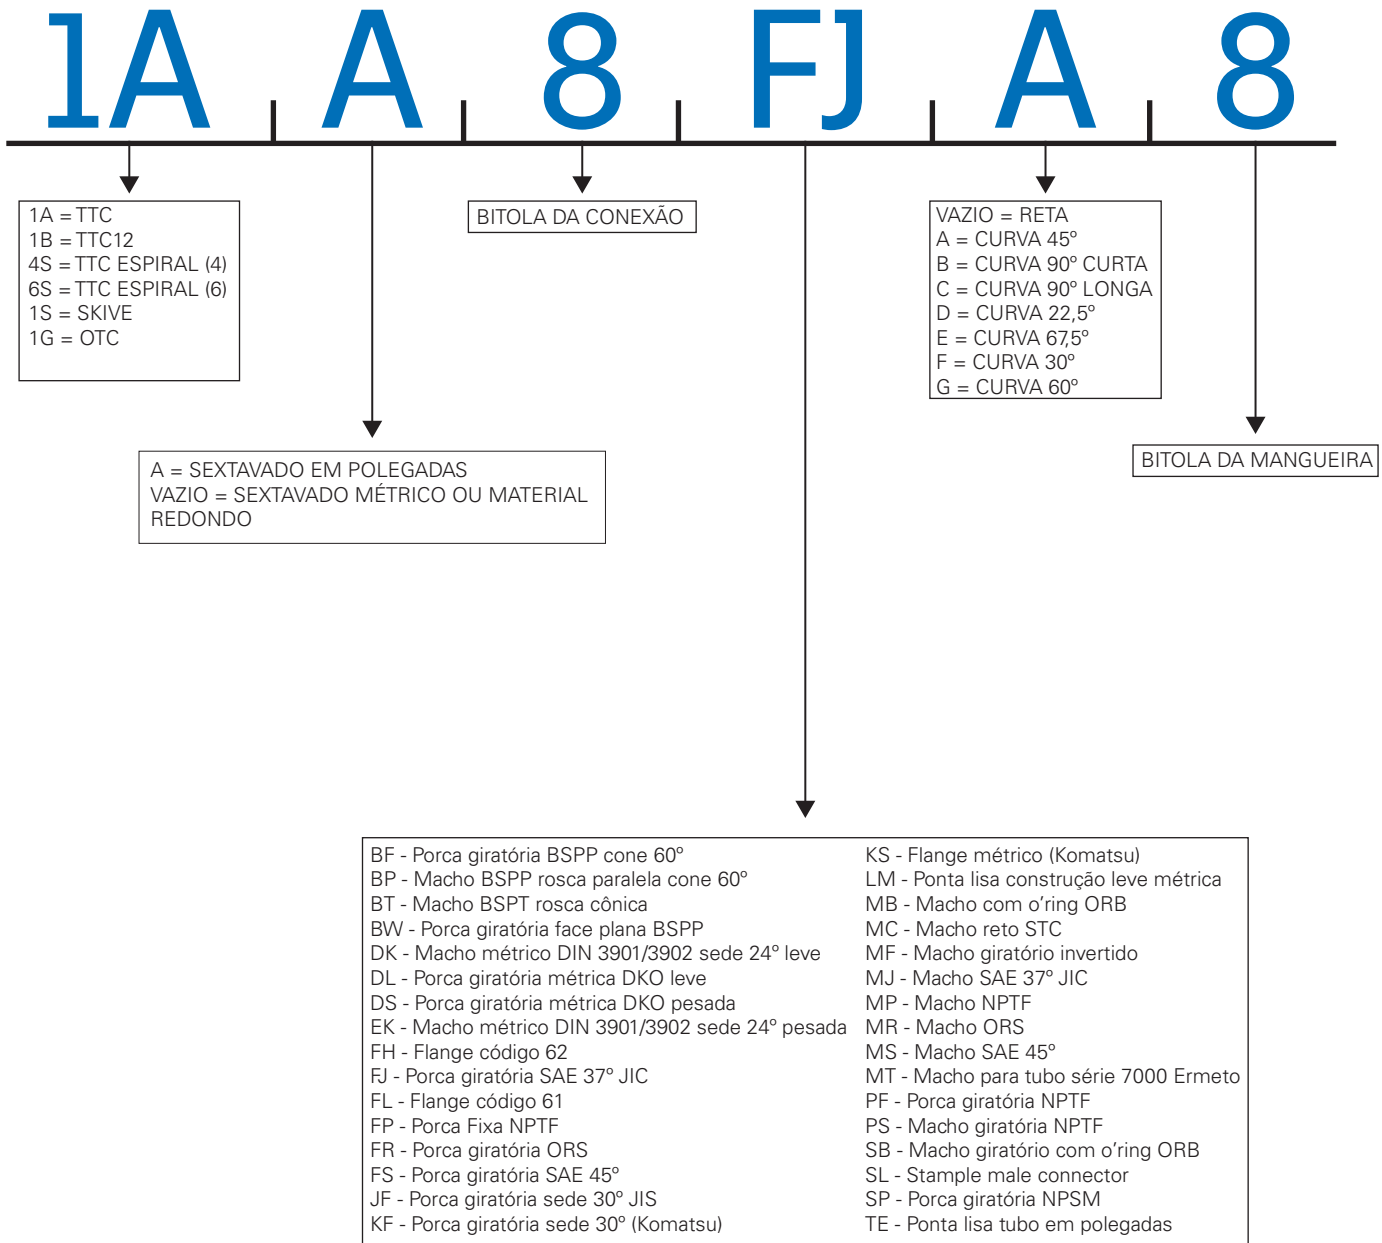 1A A 8 FJ A 8
1A = TTC
1B = TTC12
4S = TTC ESPIRAL (4)
6S = TTC ESPIRAL (6)
1S = SKIVE
1G = OTC
BITOLA DA CONEXÃO
VAZIO = RETA
A = CURVA 45º
B = CURVA 90º CURTA
C = CURVA 90º LONGA
D = CURVA 22,5º
E = CURVA 67,5º
F = CURVA 30º
G = CURVA 60º
A = SEXTAVADO EM POLEGADAS
VAZIO = SEXTAVADO MÉTRICO OU MATERIAL
REDONDO
BITOLA DA MANGUEIRA
BF - Porca giratória BSPP cone 60º
BP - Macho BSPP rosca paralela cone 60º
BT - Macho BSPT rosca cônica
BW - Porca giratória face plana BSPP
DK - Macho métrico DIN 3901/3902 sede 24º leve
DL - Porca giratória métrica DKO leve
DS - Porca giratória métrica DKO pesada
EK - Macho métrico DIN 3901/3902 sede 24º pesada
FH - Flange código 62
FJ - Porca giratória SAE 37º JIC
FL - Flange código 61
FP - Porca Fixa NPTF
FR - Porca giratória ORS
FS - Porca giratória SAE 45º
JF - Porca giratória sede 30º JIS
KF - Porca giratória sede 30º (Komatsu)
KS - Flange métrico (Komatsu)
LM - Ponta lisa construção leve métrica
MB - Macho com o’ring ORB
MC - Macho reto STC
MF - Macho giratório invertido
MJ - Macho SAE 37º JIC
MP - Macho NPTF
MR - Macho ORS
MS - Macho SAE 45º
MT - Macho para tubo série 7000 Ermeto
PF - Porca giratória NPTF
PS - Macho giratória NPTF
SB - Macho giratório com o’ring ORB
SL - Stample male connector
SP - Porca giratória NPSM
TE - Ponta lisa tubo em polegadas